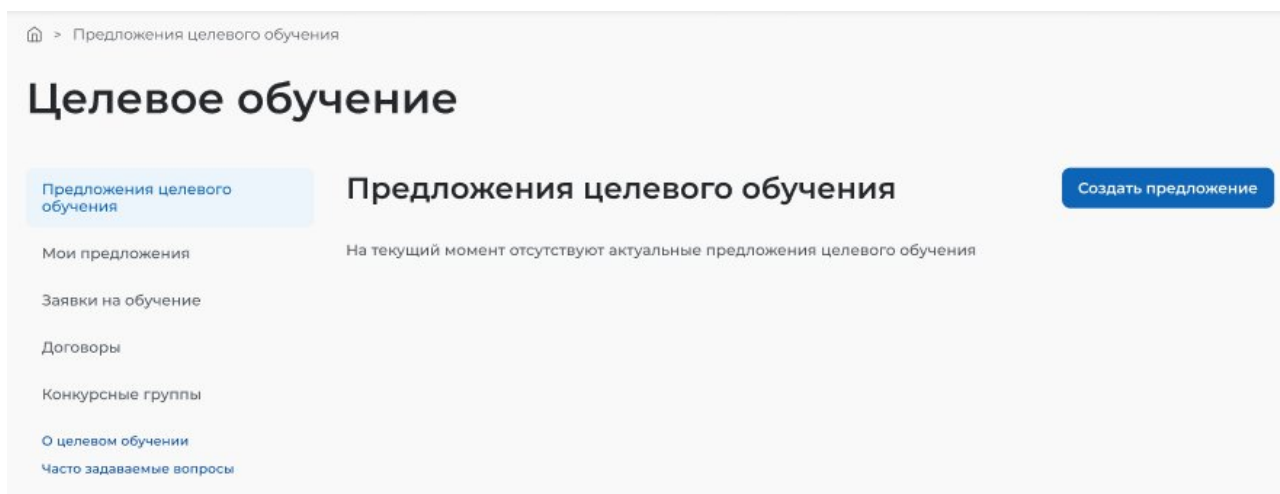 > Предложения целевого обучения
Целевое обучение
Предложения целевого
обучения
Мои предложения
Заявки на обучение
Договоры
Конкурсные группы
О целевом обучении
Часто задаваемые вопросы
Предложения целевого обучения
Создать предложение
На текущий момент отсутствуют актуальные предложения целевого обучения